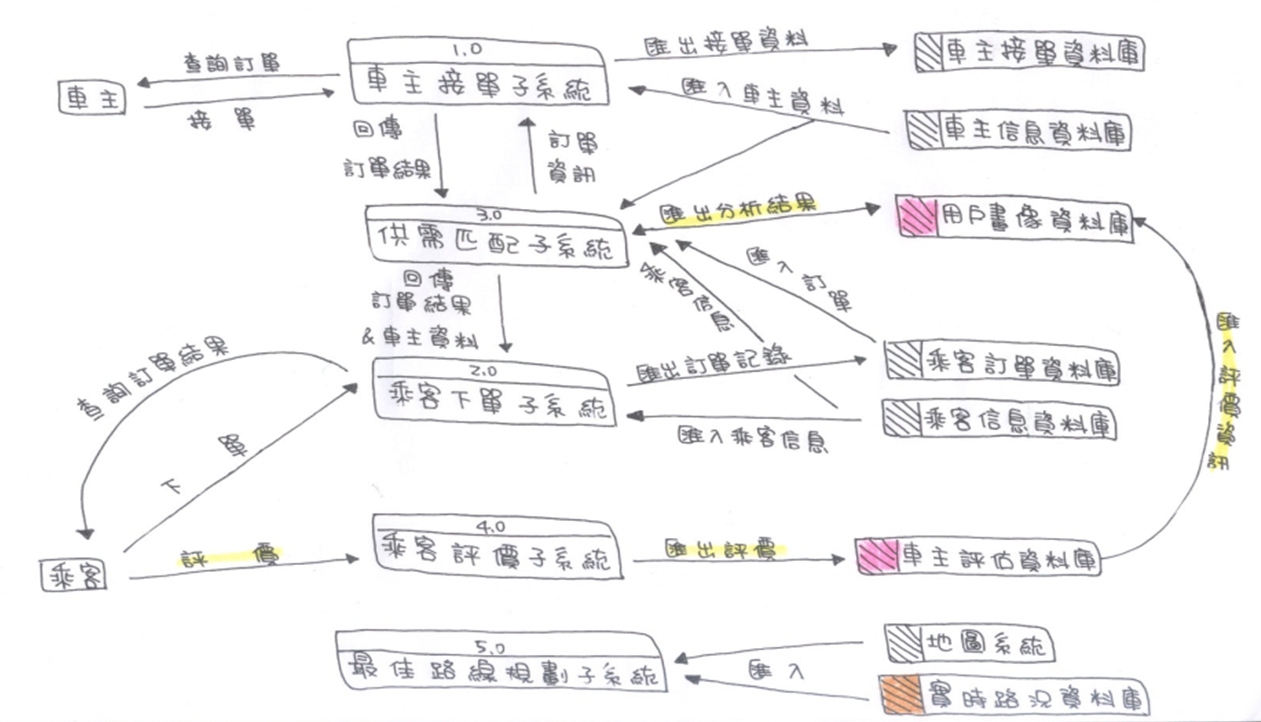 1.0
車主接單子系統
車主
查詢訂單
接單
匯出接單資料
車主接單資料庫
匯入車主資料
車主信息資料庫
回傳
訂單結果
訂單
資訊
3.0
供需匹配子系統
匯出分析結果
用戶畫像資料庫
乘客信息
匯入訂單
回傳
訂單結果
&車主資料
2.0
乘客下單子系統
匯出訂單記錄
乘客訂單資料庫
匯入乘客信息
乘客信息資料庫
查詢訂單結果
下單
匯入評價資訊
乘客
評價
4.0
乘客評價子系統
匯出評價
車主評估資料庫
5.0
最佳路線規劃子系統
匯入
地圖系統
實時路況資料庫